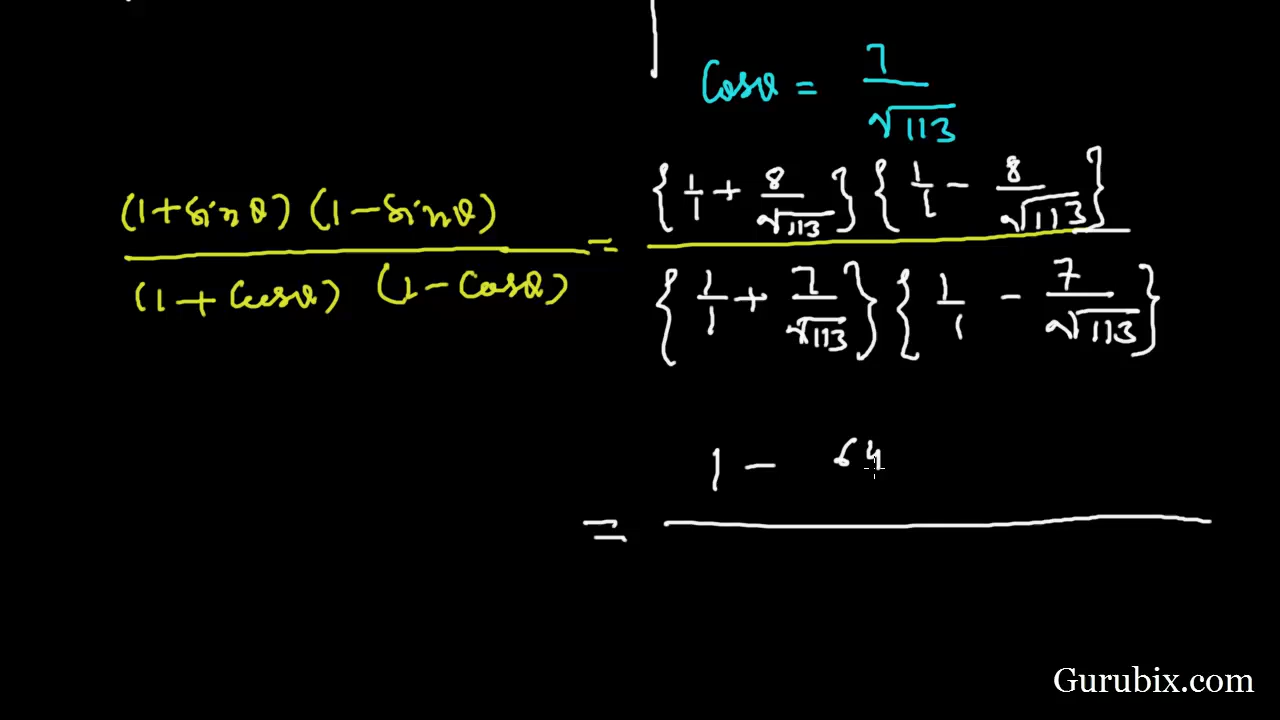 Cosθ = 7/√113
(1+sinθ) (1-sinθ) / (1+Cosθ) (1-Cosθ) = {1/1 + 8/√113} {1/1 - 8/√113} / {1/1 + 7/√113} {1/1 - 7/√113}
= 1 - 64
Gurubix.com